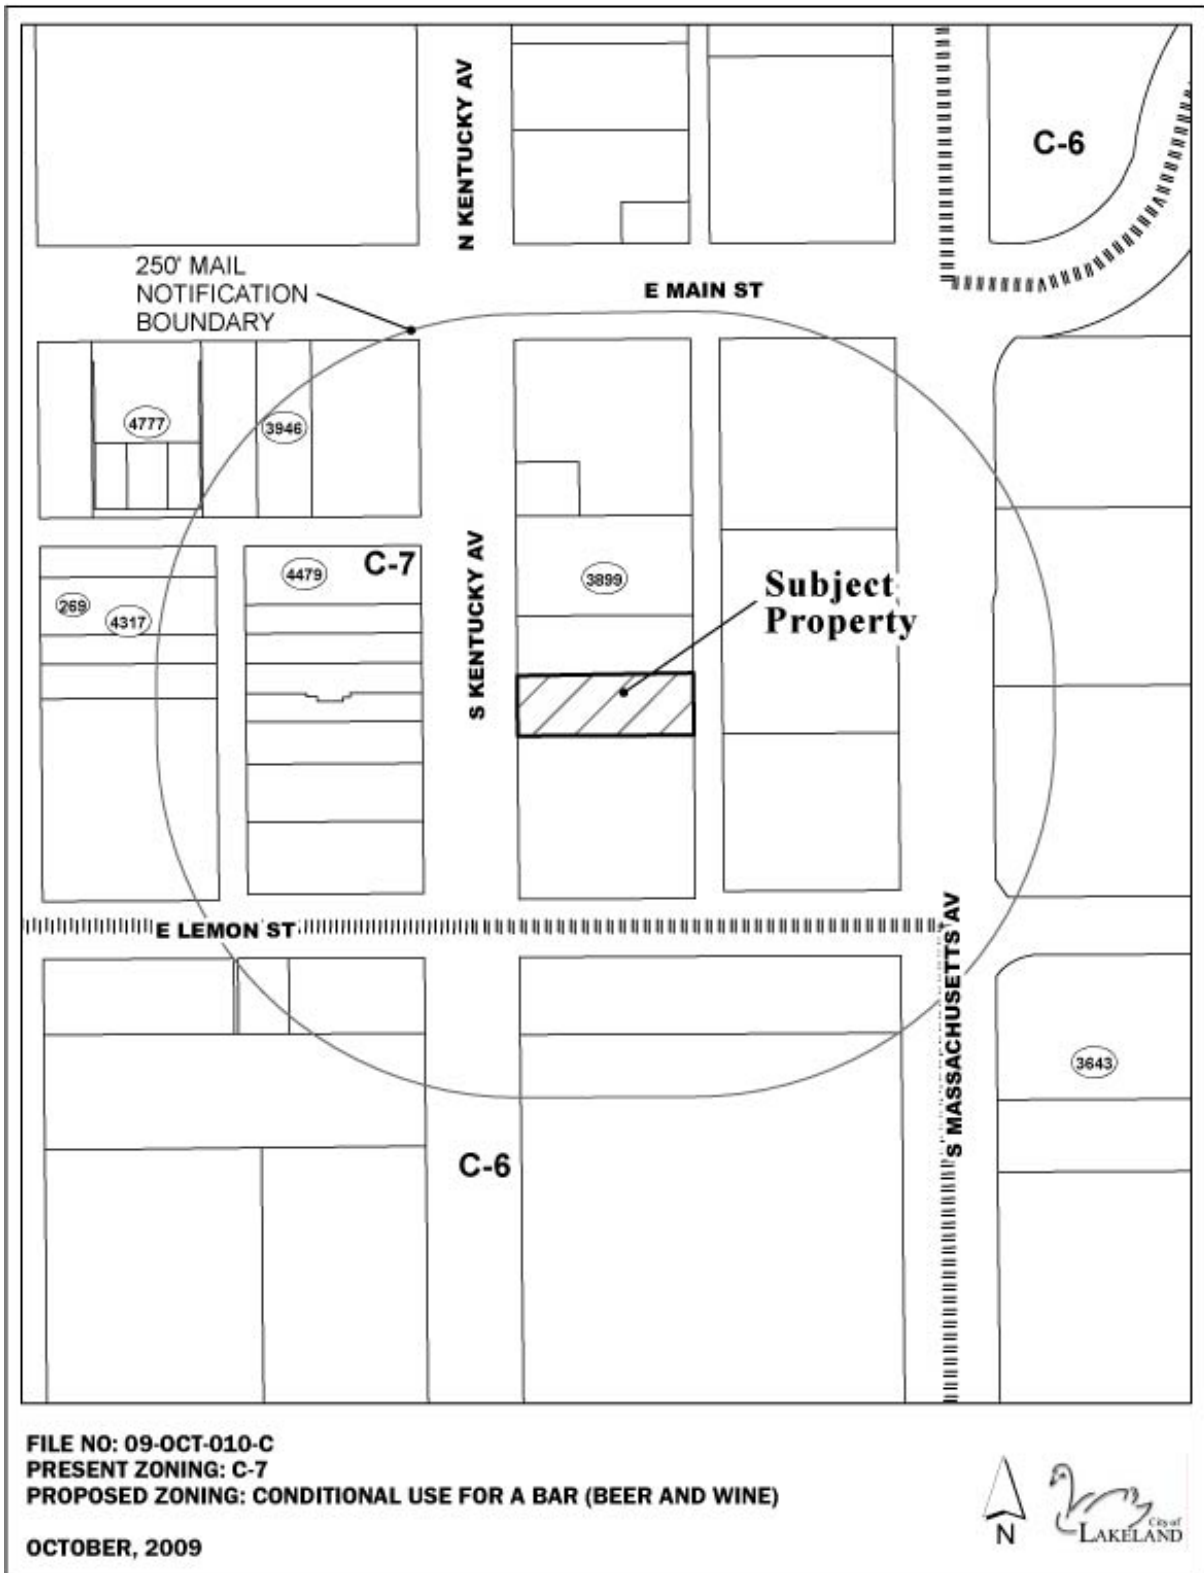 N KENTUCKY AV
C-6
250' MAIL
NOTIFICATION
BOUNDARY
E MAIN ST
4777
3946
S KENTUCKY AV
4479
C-7
3899
Subject
Property
269
4317
E LEMON ST
S MASSACHUSETTS AV
3643
C-6
FILE NO: 09-OCT-010-C
PRESENT ZONING: C-7
PROPOSED ZONING: CONDITIONAL USE FOR A BAR (BEER AND WINE)
OCTOBER, 2009
N
City of
LAKELAND